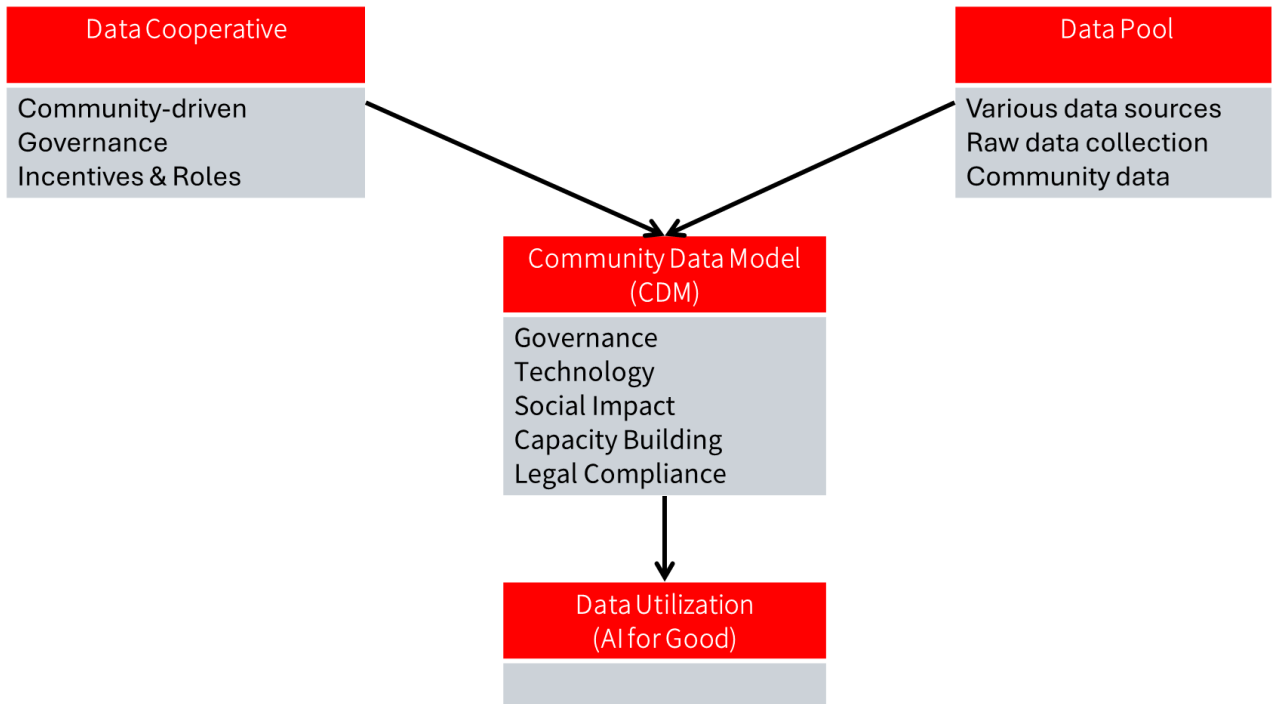 Data Cooperative
Community-driven
Governance
Incentives & Roles
Data Pool
Various data sources
Raw data collection
Community data
Community Data Model
(CDM)
Governance
Technology
Social Impact
Capacity Building
Legal Compliance
Data Utilization
(AI for Good)